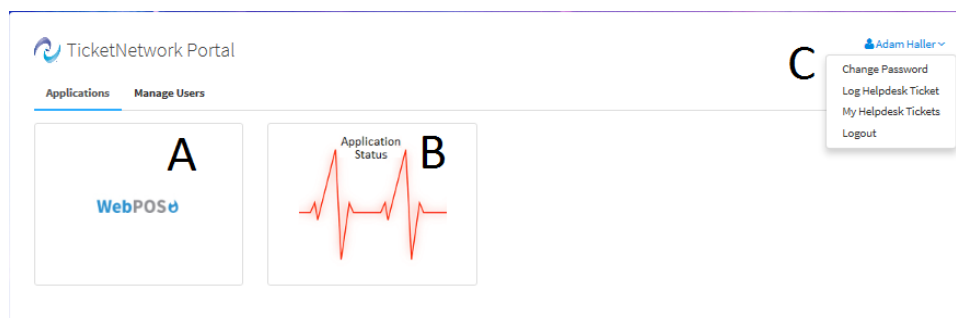 TicketNetwork Portal
Adam Haller
C
Change Password
Log Helpdesk Ticket
My Helpdesk Tickets
Logout
Applications Manage Users
A
WebPOS
Application
Status
B